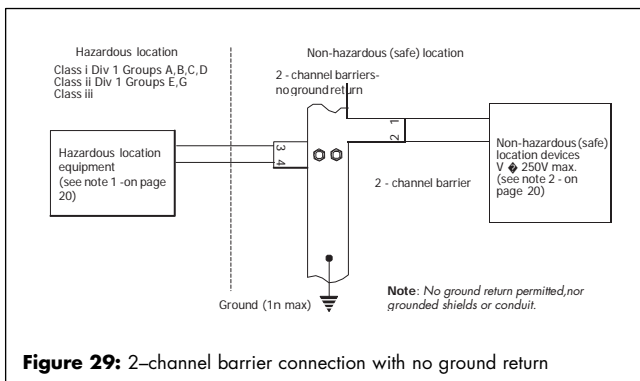 Hazardous location
Class i Div 1 Groups A,B,C,D
Class ii Div 1 Groups E,G
Class iii
Non-hazardous (safe) location
2 - channel barriers-
no ground return
1
2
3
4
Hazardous location
equipment
(see note 1 -on page
20)
2 - channel barrier
Non-hazardous (safe)
location devices
V � 250V max.
(see note 2 - on
page 20)
Ground (1n max)
Note: No ground return permitted,nor
grounded shields or conduit.
Figure 29: 2–channel barrier connection with no ground return